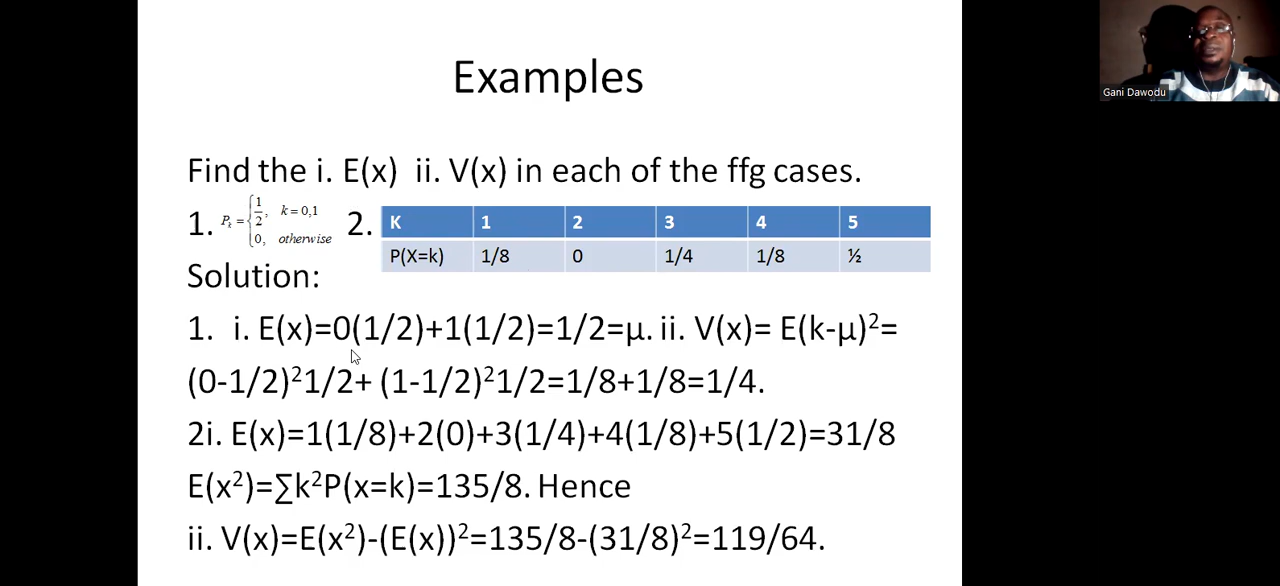 Examples
Gani Dawodu
Find the i. E(x) ii. V(x) in each of the ffg cases.
1. Pk = { 1/2, k = 0,1
0, otherwise
2.
K 1 2 3 4 5
P(X=k) 1/8 0 1/4 1/8 ½
Solution:
1. i. E(x)=0(1/2)+1(1/2)=1/2=μ. ii. V(x)= E(k-μ)²=
(0-1/2)²1/2+ (1-1/2)²1/2=1/8+1/8=1/4.
2i. E(x)=1(1/8)+2(0)+3(1/4)+4(1/8)+5(1/2)=31/8
E(x²)=∑k²P(x=k)=135/8. Hence
ii. V(x)=E(x²)-(E(x))²=135/8-(31/8)²=119/64.